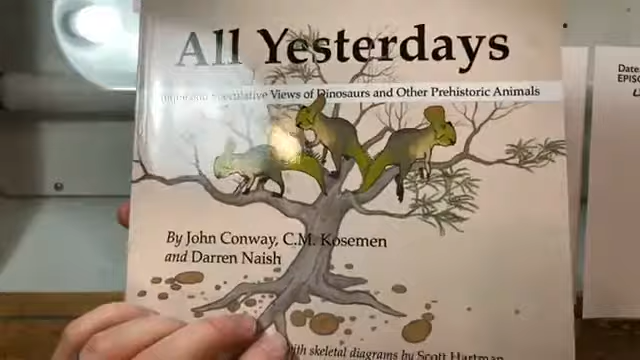 All Yesterdays
Speculative Views of Dinosaurs and Other Prehistoric Animals
By John Conway, C.M. Kosemen
and Darren Naish
with skeletal diagrams by Scott Hartman
Date:
EPISO